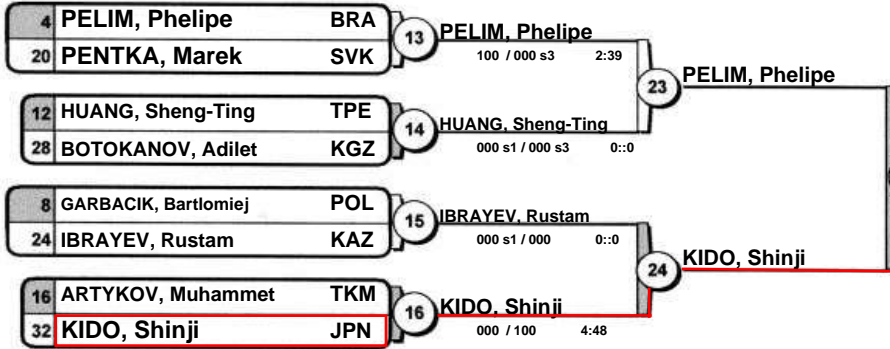 4 PELIM, Phelipe BRA
20 PENTKA, Marek SVK
13
PELIM, Phelipe
100 / 000 s3 2:39
12 HUANG, Sheng-Ting TPE
28 BOTOKANOV, Adilet KGZ
14
HUANG, Sheng-Ting
000 s1 / 000 s3 0::0
23
PELIM, Phelipe
8 GARBACIK, Bartlomiej POL
24 IBRAYEV, Rustam KAZ
15
IBRAYEV, Rustam
000 s1 / 000 0::0
16 ARTYKOV, Muhammet TKM
32 KIDO, Shinji JPN
16
KIDO, Shinji
000 / 100 4:48
24
KIDO, Shinji